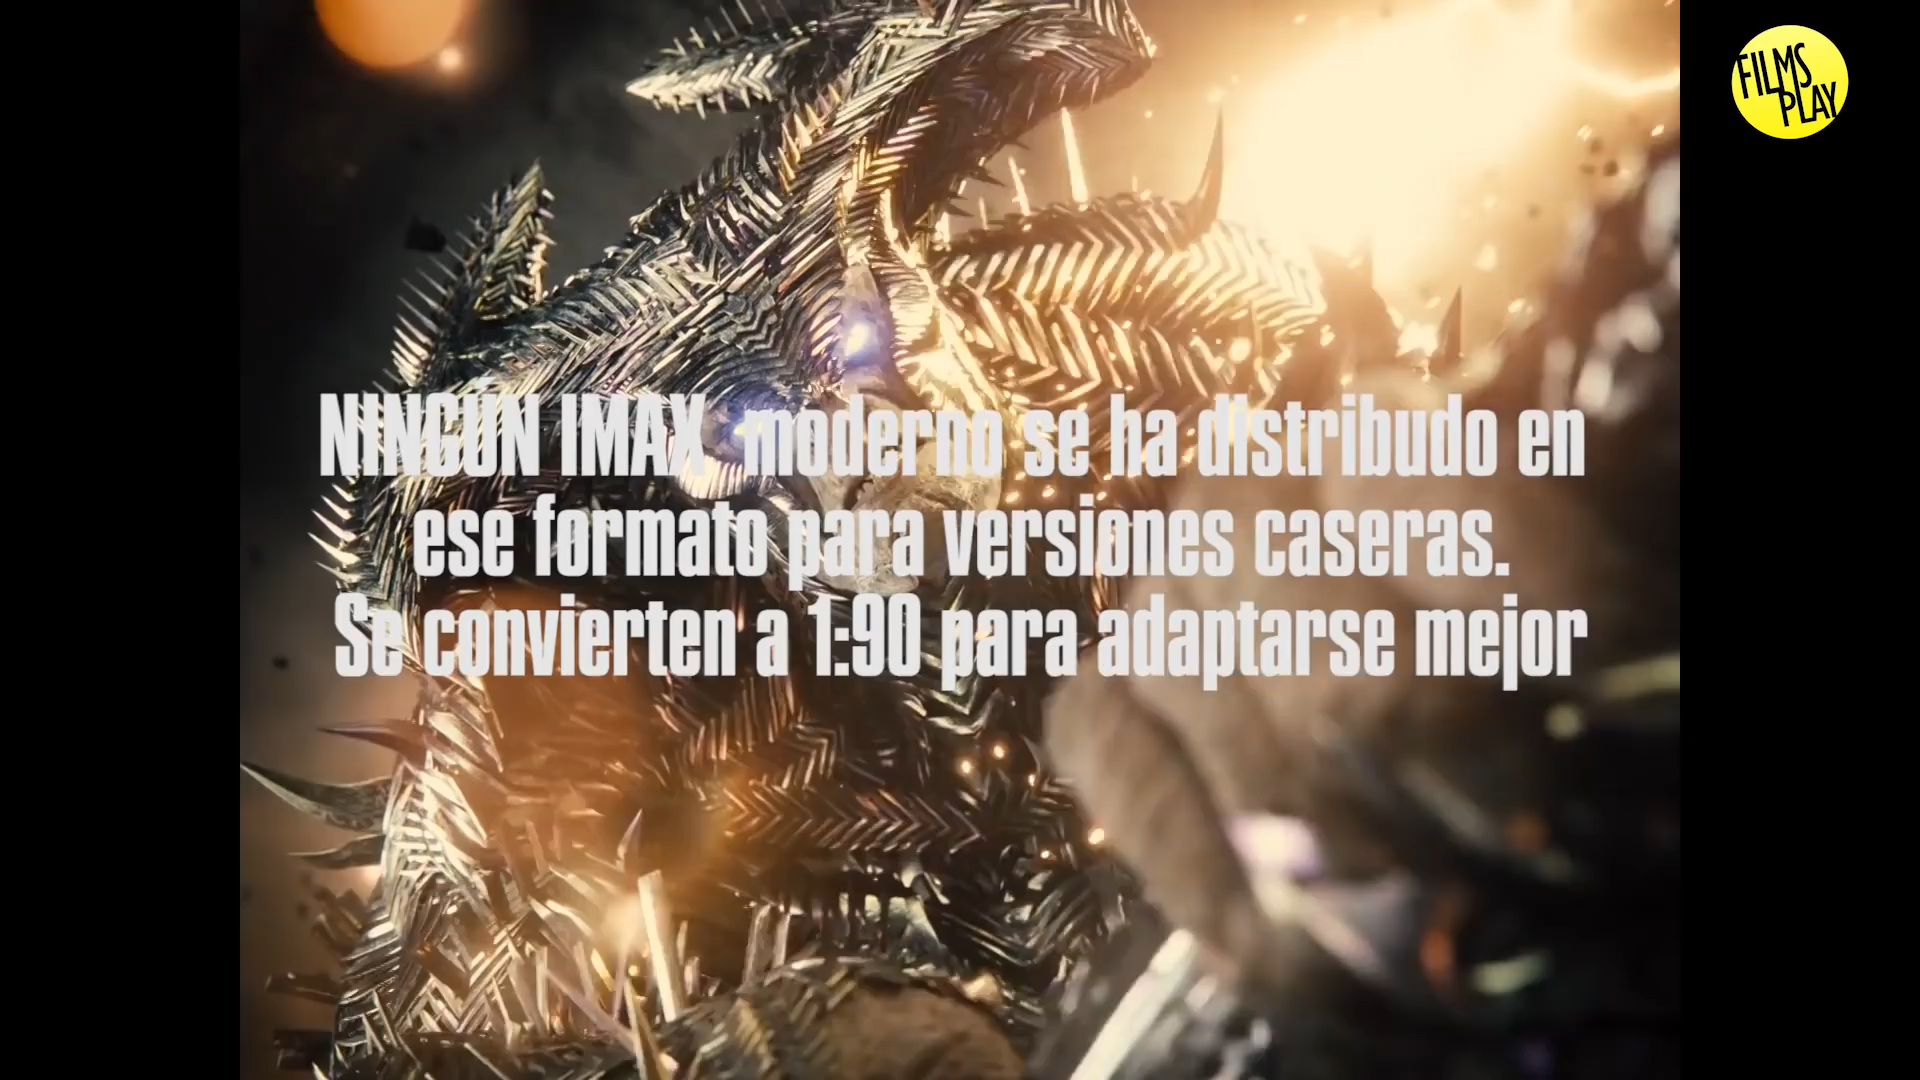 FILMS
PLAY
NINGÚN IMAX moderno se ha distribudo en
ese formato para versiones caseras.
Se convierten a 1:90 para adaptarse mejor